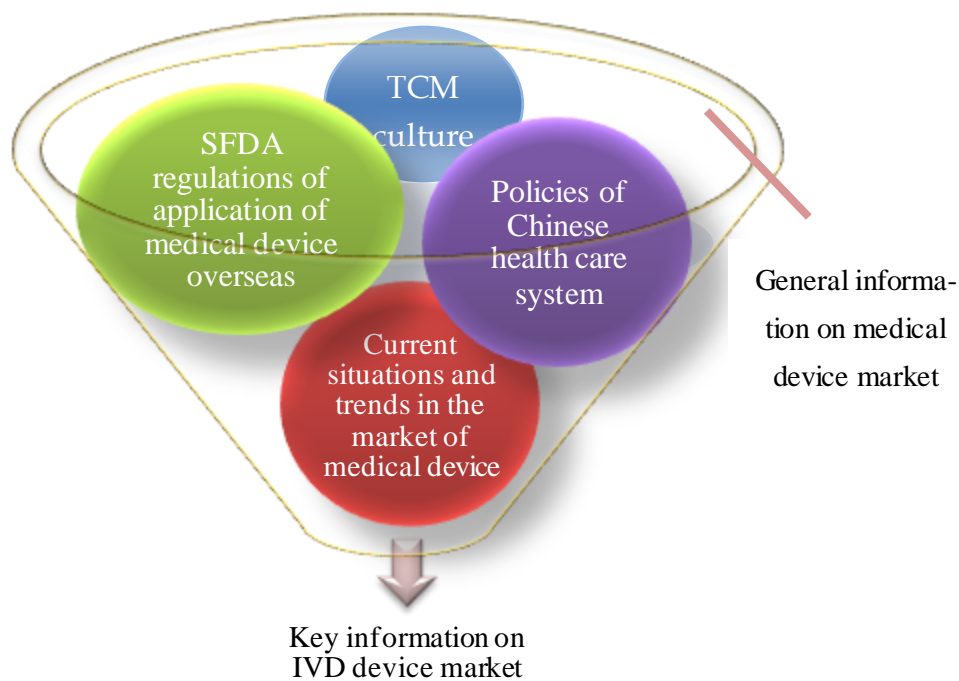 TCM
culture
SFDA
regulations of
application of
medical device
overseas
Policies of
Chinese
health care
system
Current
situations and
trends in the
market of
medical device
General informa-
tion on medical
device market
Key information on
IVD device market